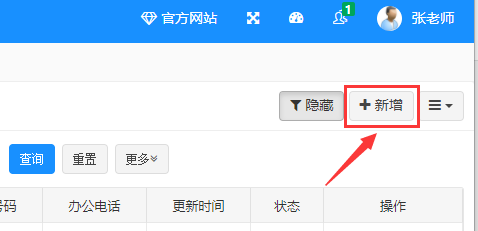 官方网站 1 张老师
隐藏 新增
查询 重置 更多
号码 办公电话 更新时间 状态 操作